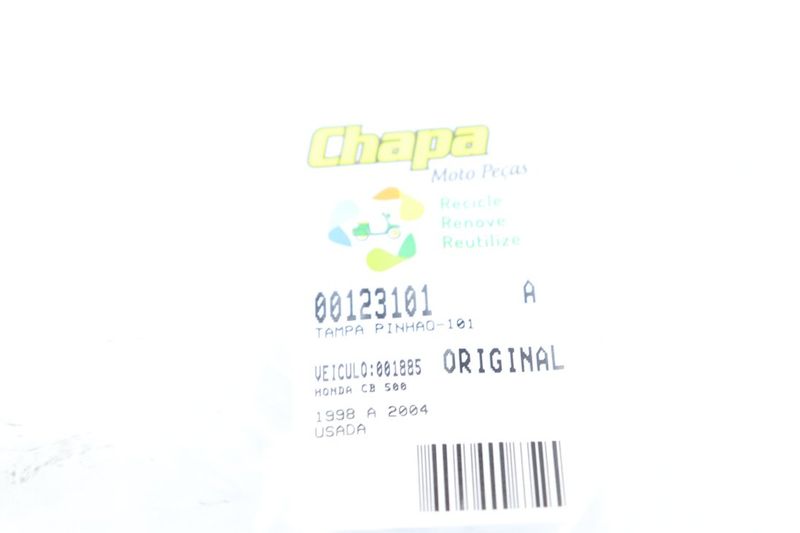 Chapa
Moto Peças
Recicle
Renove
Reutilize
00123101 A
TAMPA PINHAO-101
VEICULO:001885 ORIGINAL
HONDA CB 500
1998 A 2004
USADA